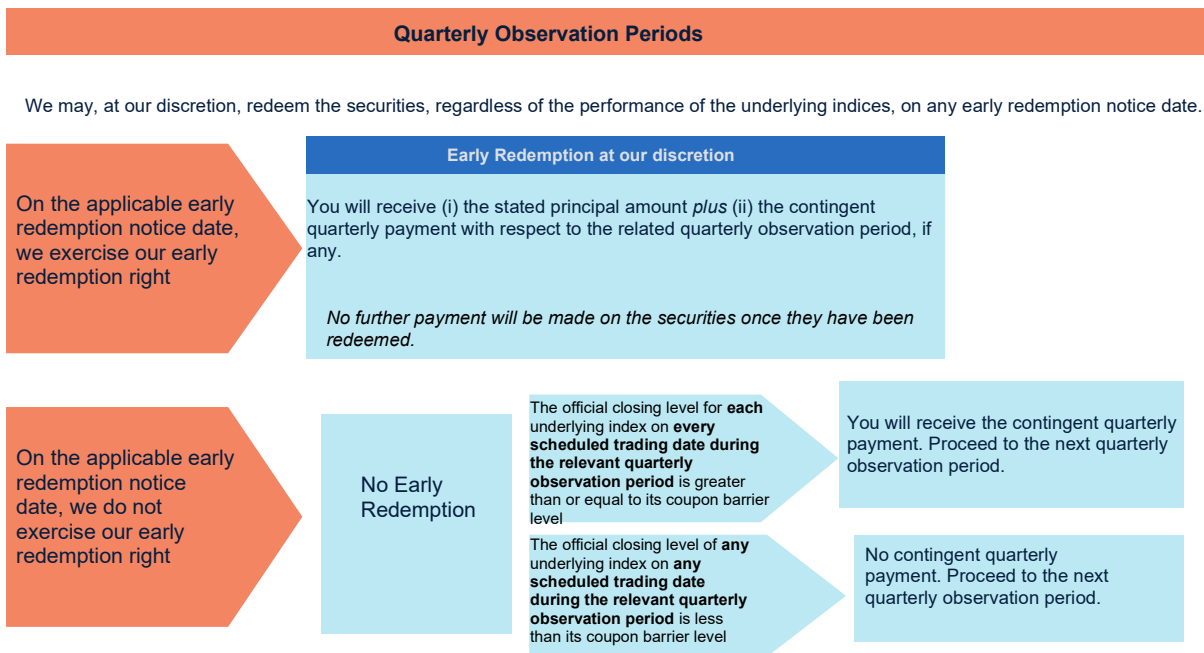 Quarterly Observation Periods
We may, at our discretion, redeem the securities, regardless of the performance of the underlying indices, on any early redemption notice date.
On the applicable early
redemption notice date,
we exercise our early
redemption right
Early Redemption at our discretion
You will receive (i) the stated principal amount plus (ii) the contingent
quarterly payment with respect to the related quarterly observation period, if
any.
No further payment will be made on the securities once they have been
redeemed.
On the applicable early
redemption notice
date, we do not
exercise our early
redemption right
No Early
Redemption
The official closing level for each
underlying index on every
scheduled trading date during
the relevant quarterly
observation period is greater
than or equal to its coupon barrier
level
You will receive the contingent quarterly
payment. Proceed to the next quarterly
observation period.
The official closing level of any
underlying index on any
scheduled trading date
during the relevant quarterly
observation period is less
than its coupon barrier level
No contingent quarterly
payment. Proceed to the next
quarterly observation period.